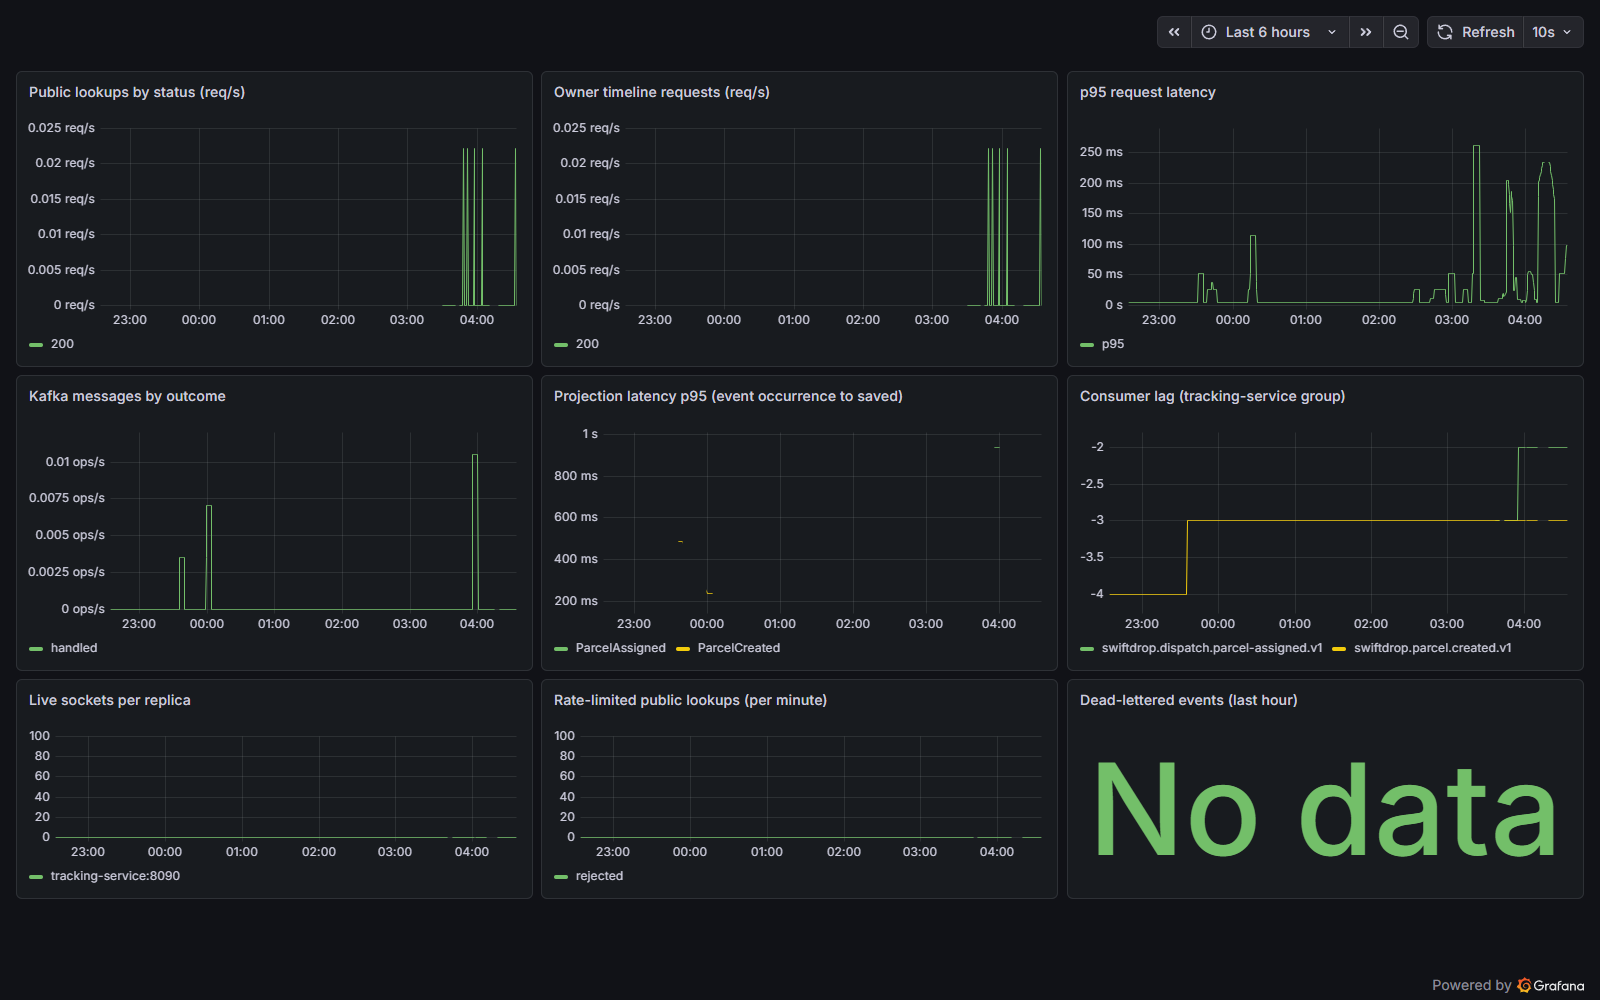 Last 6 hours
Refresh
10s
Public lookups by status (req/s)
0.025 req/s
0.02 req/s
0.015 req/s
0.01 req/s
0.005 req/s
0 req/s
23:00 00:00 01:00 02:00 03:00 04:00
200
Owner timeline requests (req/s)
0.025 req/s
0.02 req/s
0.015 req/s
0.01 req/s
0.005 req/s
0 req/s
23:00 00:00 01:00 02:00 03:00 04:00
200
p95 request latency
250 ms
200 ms
150 ms
100 ms
50 ms
0 s
23:00 00:00 01:00 02:00 03:00 04:00
p95
Kafka messages by outcome
0.01 ops/s
0.0075 ops/s
0.005 ops/s
0.0025 ops/s
0 ops/s
23:00 00:00 01:00 02:00 03:00 04:00
handled
Projection latency p95 (event occurrence to saved)
1 s
800 ms
600 ms
400 ms
200 ms
23:00 00:00 01:00 02:00 03:00 04:00
ParcelAssigned ParcelCreated
Consumer lag (tracking-service group)
-2
-2.5
-3
-3.5
-4
23:00 00:00 01:00 02:00 03:00 04:00
swiftdrop.dispatch.parcel-assigned.v1 swiftdrop.parcel.created.v1
Live sockets per replica
100
80
60
40
20
0
23:00 00:00 01:00 02:00 03:00 04:00
tracking-service:8090
Rate-limited public lookups (per minute)
100
80
60
40
20
0
23:00 00:00 01:00 02:00 03:00 04:00
rejected
Dead-lettered events (last hour)
No data
Powered by Grafana